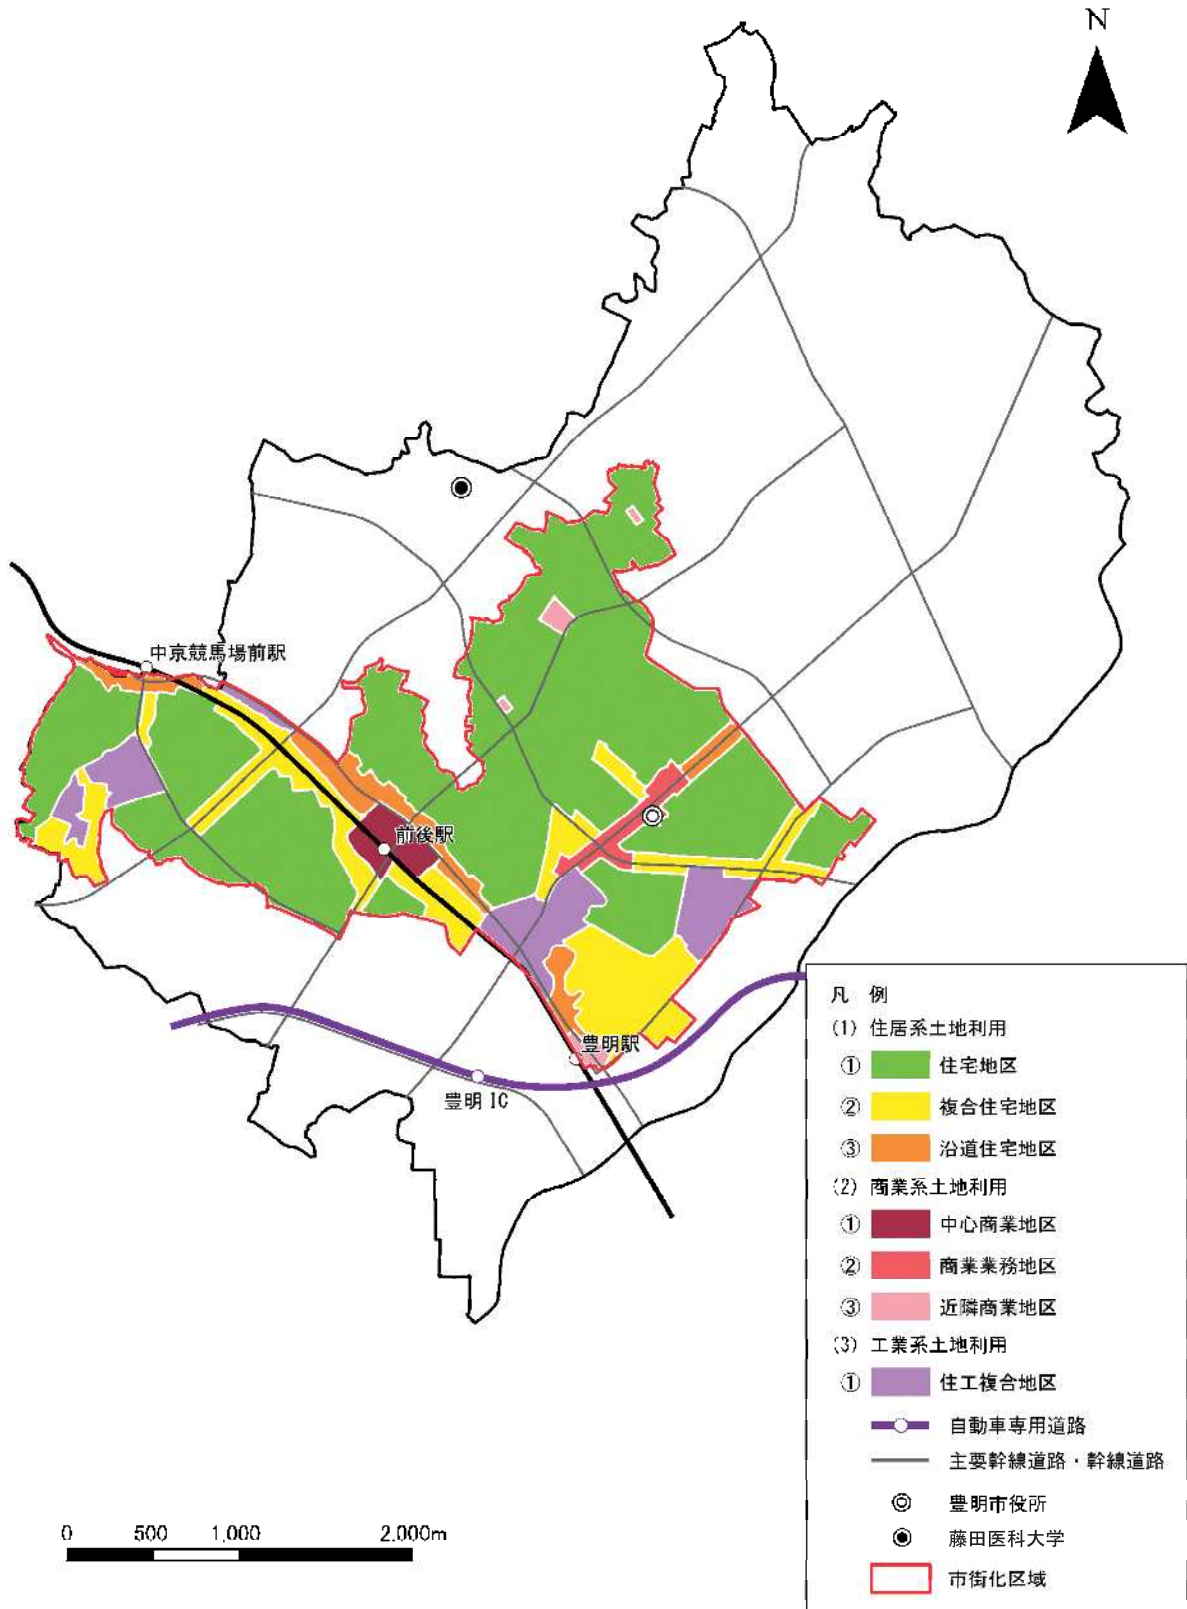 N
中京競馬場前駅
前後駅
豊明駅
豊明 IC
凡 例
(1) 住居系土地利用
① 住宅地区
② 複合住宅地区
③ 沿道住宅地区
(2) 商業系土地利用
① 中心商業地区
② 商業業務地区
③ 近隣商業地区
(3) 工業系土地利用
① 住工複合地区
自動車専用道路
主要幹線道路・幹線道路
豊明市役所
藤田医科大学
市街化区域
0 500 1,000 2,000m